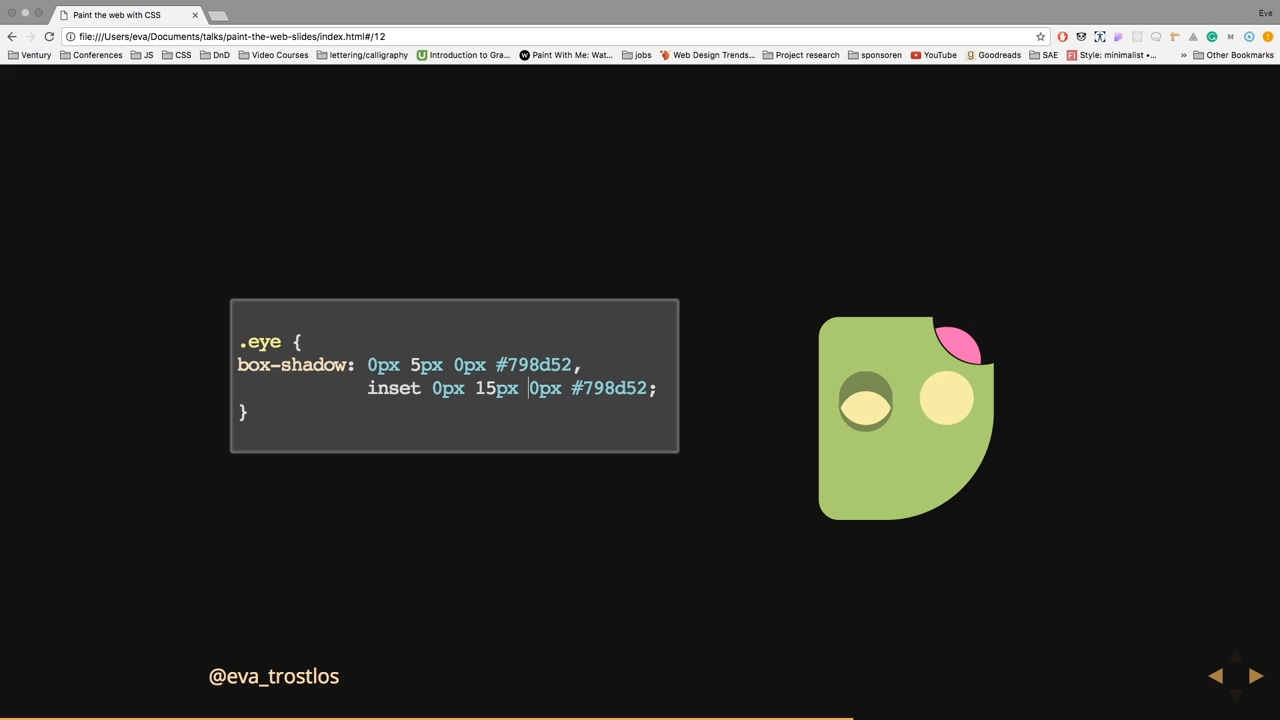 Paint the web with CSS
Eve
file:///Users/eva/Documents/talks/paint-the-web-slides/index.html#/12
Ventury Conferences JS CSS DnD Video Courses lettering/calligraphy Introduction to Gra... Paint With Me: Wat... jobs Web Design Trends... Project research sponsoren YouTube Goodreads SAE Style: minimalist •... » Other Bookmarks
.eye {
box-shadow: 0px 5px 0px #798d52,
inset 0px 15px 0px #798d52;
}
@eva_trostlos